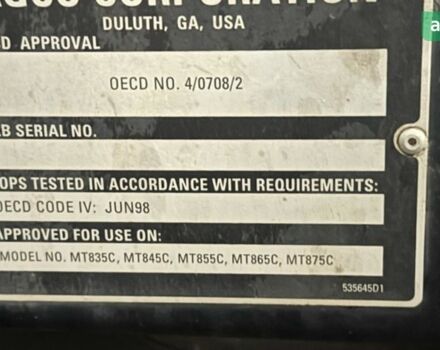 CORPORATION
DULUTH, GA, USA
D APPROVAL
OECD NO. 4/0708/2
B SERIAL NO.
OPS TESTED IN ACCORDANCE WITH REQUIREMENTS:
OECD CODE IV: JUN98
APPROVED FOR USE ON:
MODEL NO. MT835C, MT845C, MT855C, MT865C, MT875C
535645D1